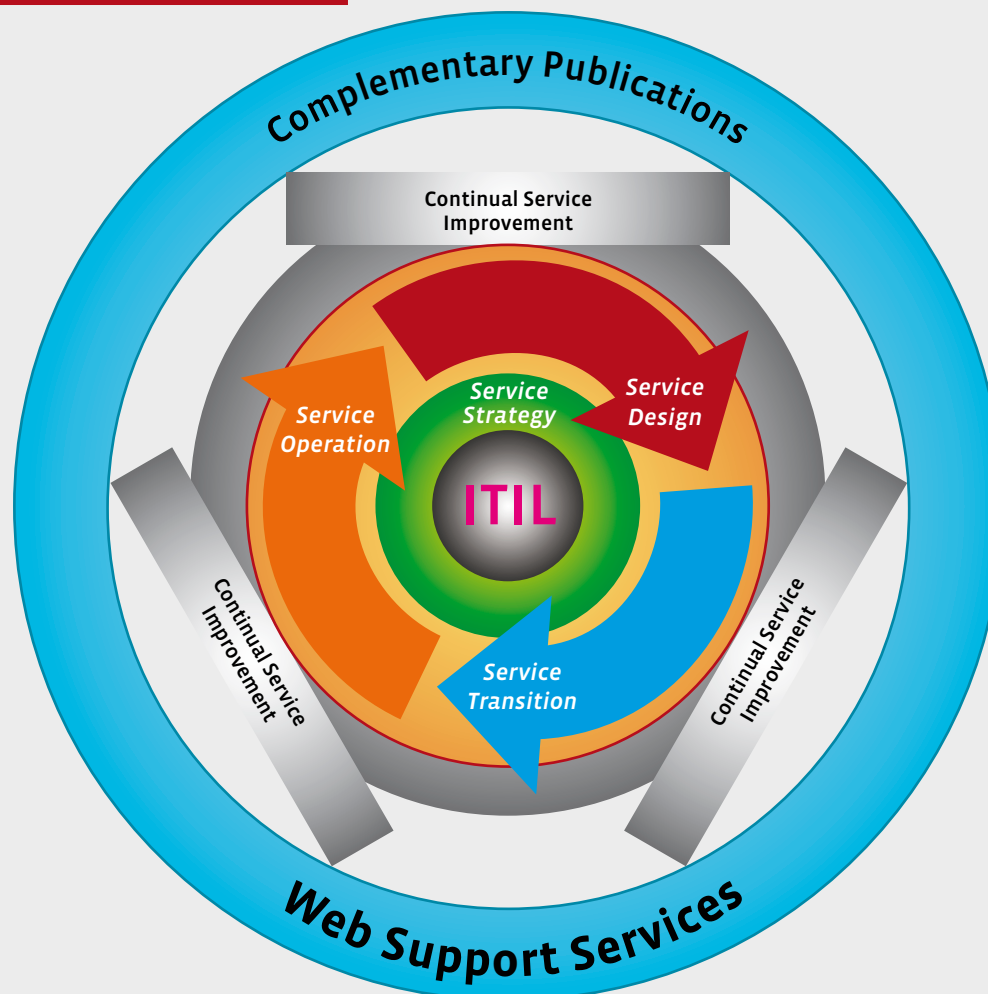 Complementary Publications
Continual Service
Improvement
Service
Strategy
Service
Design
Service
Operation
ITIL
Service
Transition
Continual Service
Improvement
Continual Service
Improvement
Web Support Services